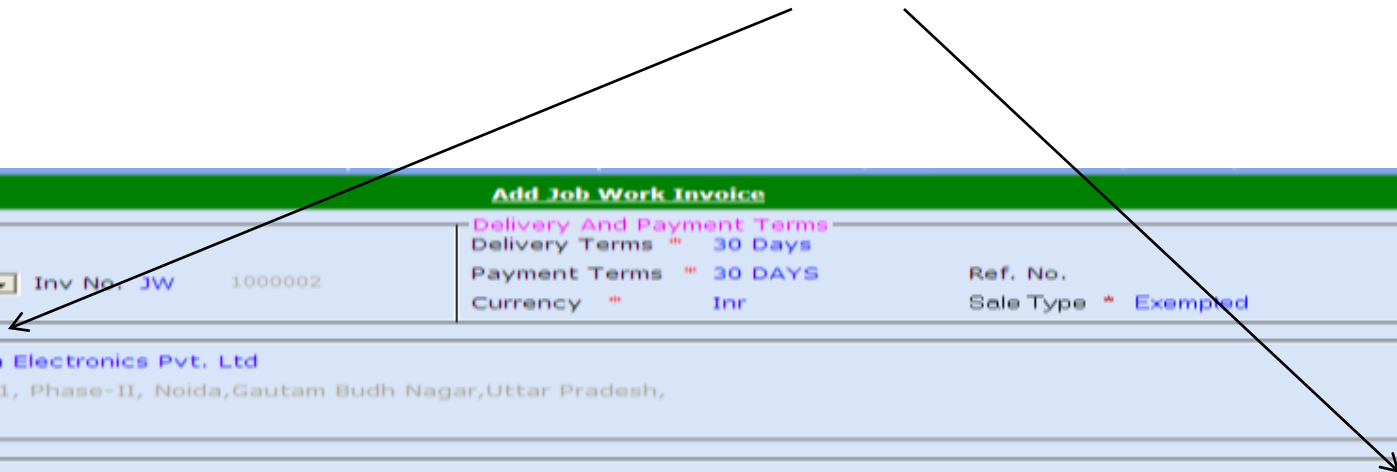 Add Job Work Invoice
Delivery And Payment Terms
Delivery Terms * 30 Days
Inv No. JW 1000002
Payment Terms * 30 DAYS Ref. No.
Currency * Inr Sale Type * Exempted
Electronics Pvt. Ltd
1, Phase-II, Noida,Gautam Budh Nagar,Uttar Pradesh,